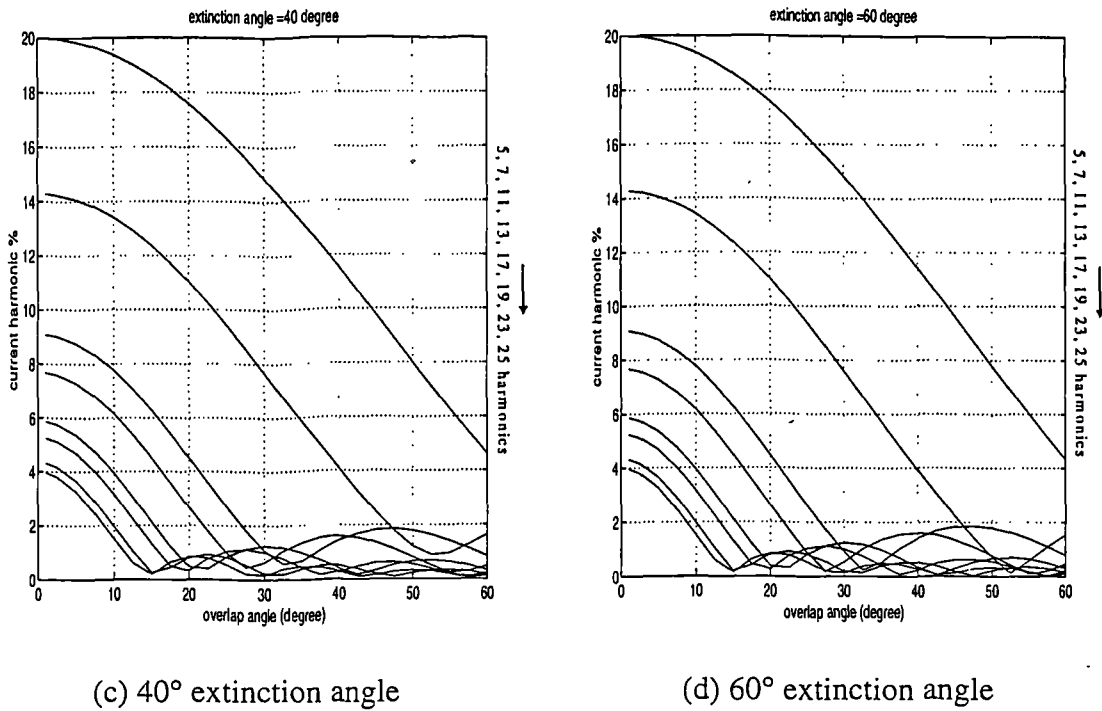 extinction angle =40 degree
20
18
16
14
12
10
8
6
4
2
0
current harmonic %
0 10 20 30 40 50 60
overlap angle (degree)
5, 7, 11, 13, 17, 19, 23, 25 harmonics
(c) 40° extinction angle
extinction angle =60 degree
20
18
16
14
12
10
8
6
4
2
0
current harmonic %
0 10 20 30 40 50 60
overlap angle (degree)
5, 7, 11, 13, 17, 19, 23, 25 harmonics
(d) 60° extinction angle